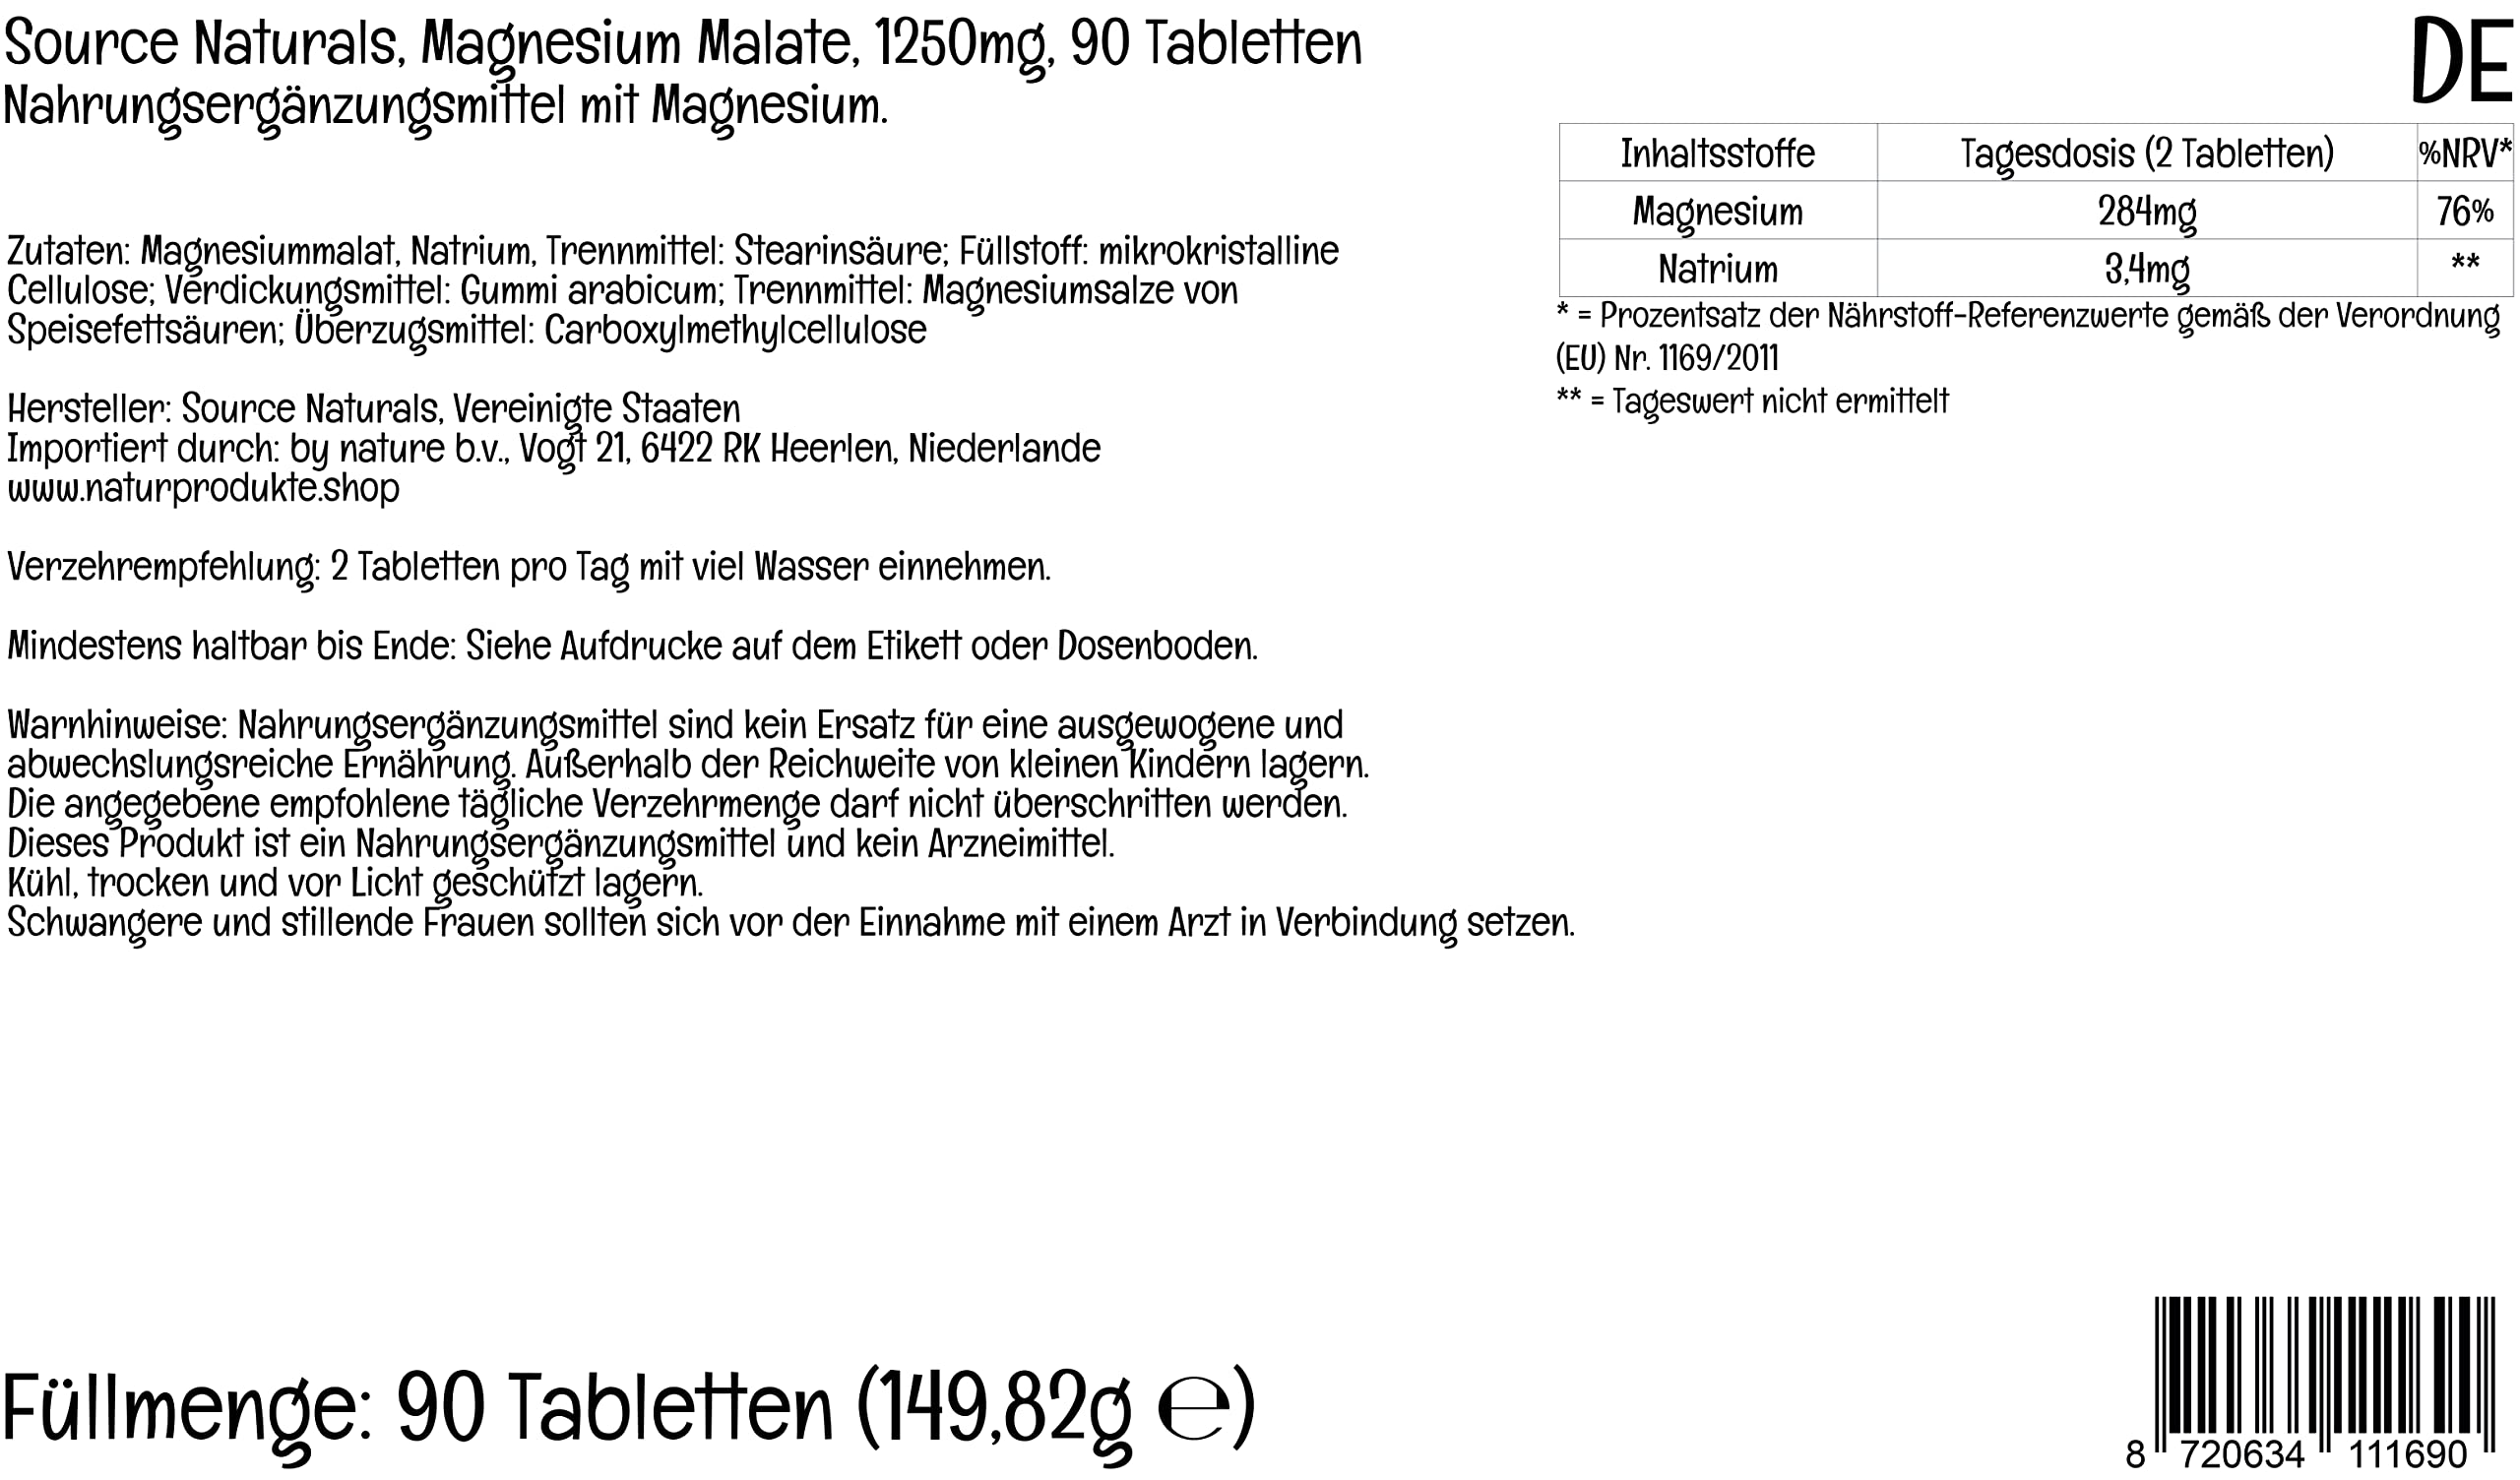 Source Naturals, Magnesium Malate, 1250mg, 90 Tabletten
Nahrungsergänzungsmittel mit Magnesium.
DE
Inhaltsstoffe Tagesdosis (2 Tabletten) %NRV*
Magnesium 284mg 76%
Natrium 3,4mg **
* = Prozentsatz der Nährstoff-Referenzwerte gemäß der Verordnung
(EU) Nr. 1169/2011
** = Tageswert nicht ermittelt
Zutaten: Magnesiummalat, Natrium, Trennmittel: Stearinsäure; Füllstoff: mikrokristalline
Cellulose; Verdickungsmittel: Gummi arabicum; Trennmittel: Magnesiumsalze von
Speisefettsäuren; Überzugsmittel: Carboxylmethylcellulose
Hersteller: Source Naturals, Vereinigte Staaten
Importiert durch: by nature b.v., Vogt 21, 6422 RK Heerlen, Niederlande
www.naturprodukte.shop
Verzehrempfehlung: 2 Tabletten pro Tag mit viel Wasser einnehmen.
Mindestens haltbar bis Ende: Siehe Aufdrucke auf dem Etikett oder Dosenboden.
Warnhinweise: Nahrungsergänzungsmittel sind kein Ersatz für eine ausgewogene und
abwechslungsreiche Ernährung. Außerhalb der Reichweite von kleinen Kindern lagern.
Die angegebene empfohlene tägliche Verzehrmenge darf nicht überschritten werden.
Dieses Produkt ist ein Nahrungsergänzungsmittel und kein Arzneimittel.
Kühl, trocken und vor Licht geschützt lagern.
Schwangere und stillende Frauen sollten sich vor der Einnahme mit einem Arzt in Verbindung setzen.
Füllmenge: 90 Tabletten (149,82g ℮)
8 720634 111690